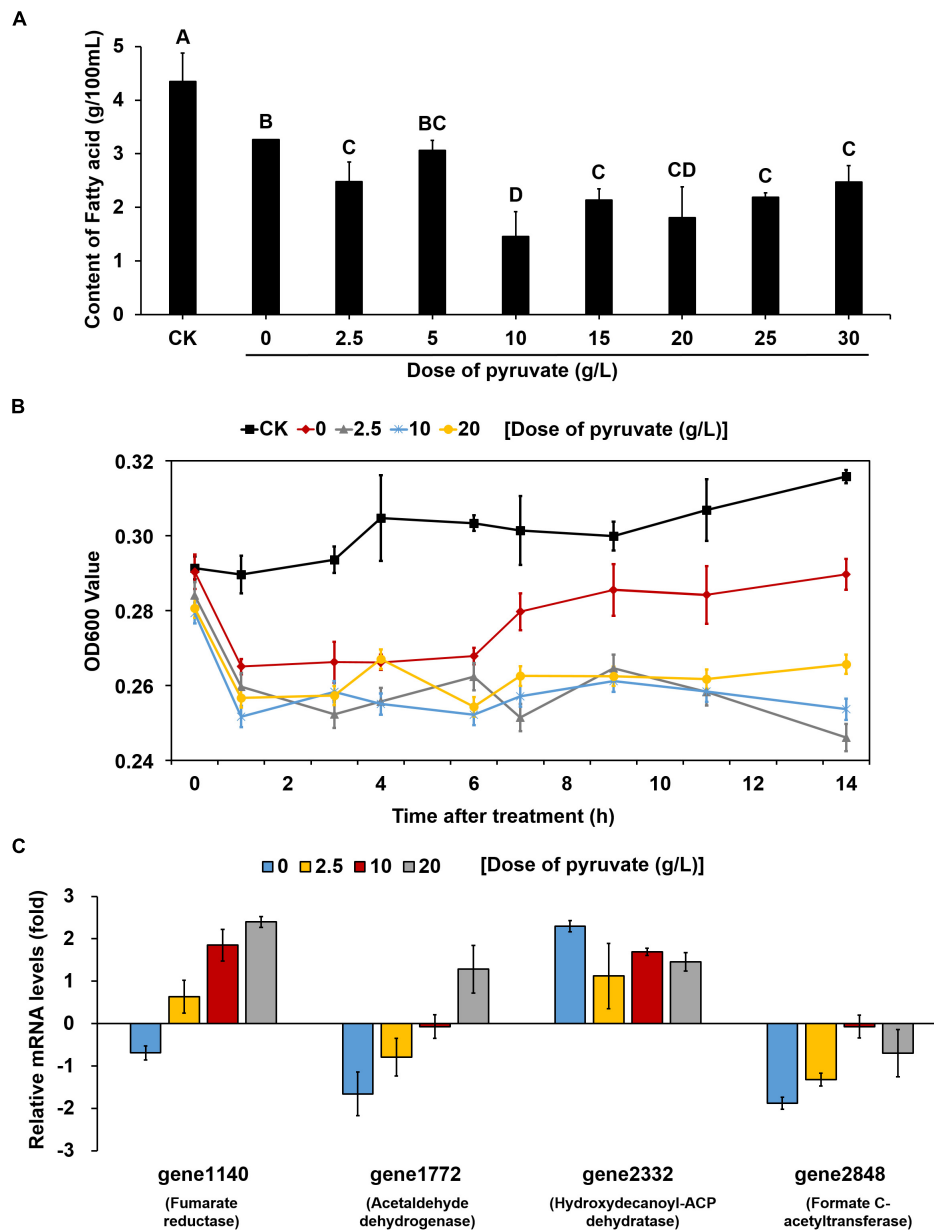 A
Content of Fatty acid (g/100mL)
5
4
3
2
1
0
A
B
C
BC
D
C
CD
C
C
CK 0 2.5 5 10 15 20 25 30
Dose of pyruvate (g/L)
B
CK 0 2.5 10 20 [Dose of pyruvate (g/L)]
OD600 Value
0.32
0.30
0.28
0.26
0.24
0 2 4 6 8 10 12 14
Time after treatment (h)
C
0 2.5 10 20 [Dose of pyruvate (g/L)]
Relative mRNA levels (fold)
3
2
1
0
-1
-2
-3
gene1140 gene1772 gene2332 gene2848
(Fumarate (Acetaldehyde (Hydroxydecanoyl-ACP (Formate C-
reductase) dehydrogenase) dehydratase) acetyltransferase)